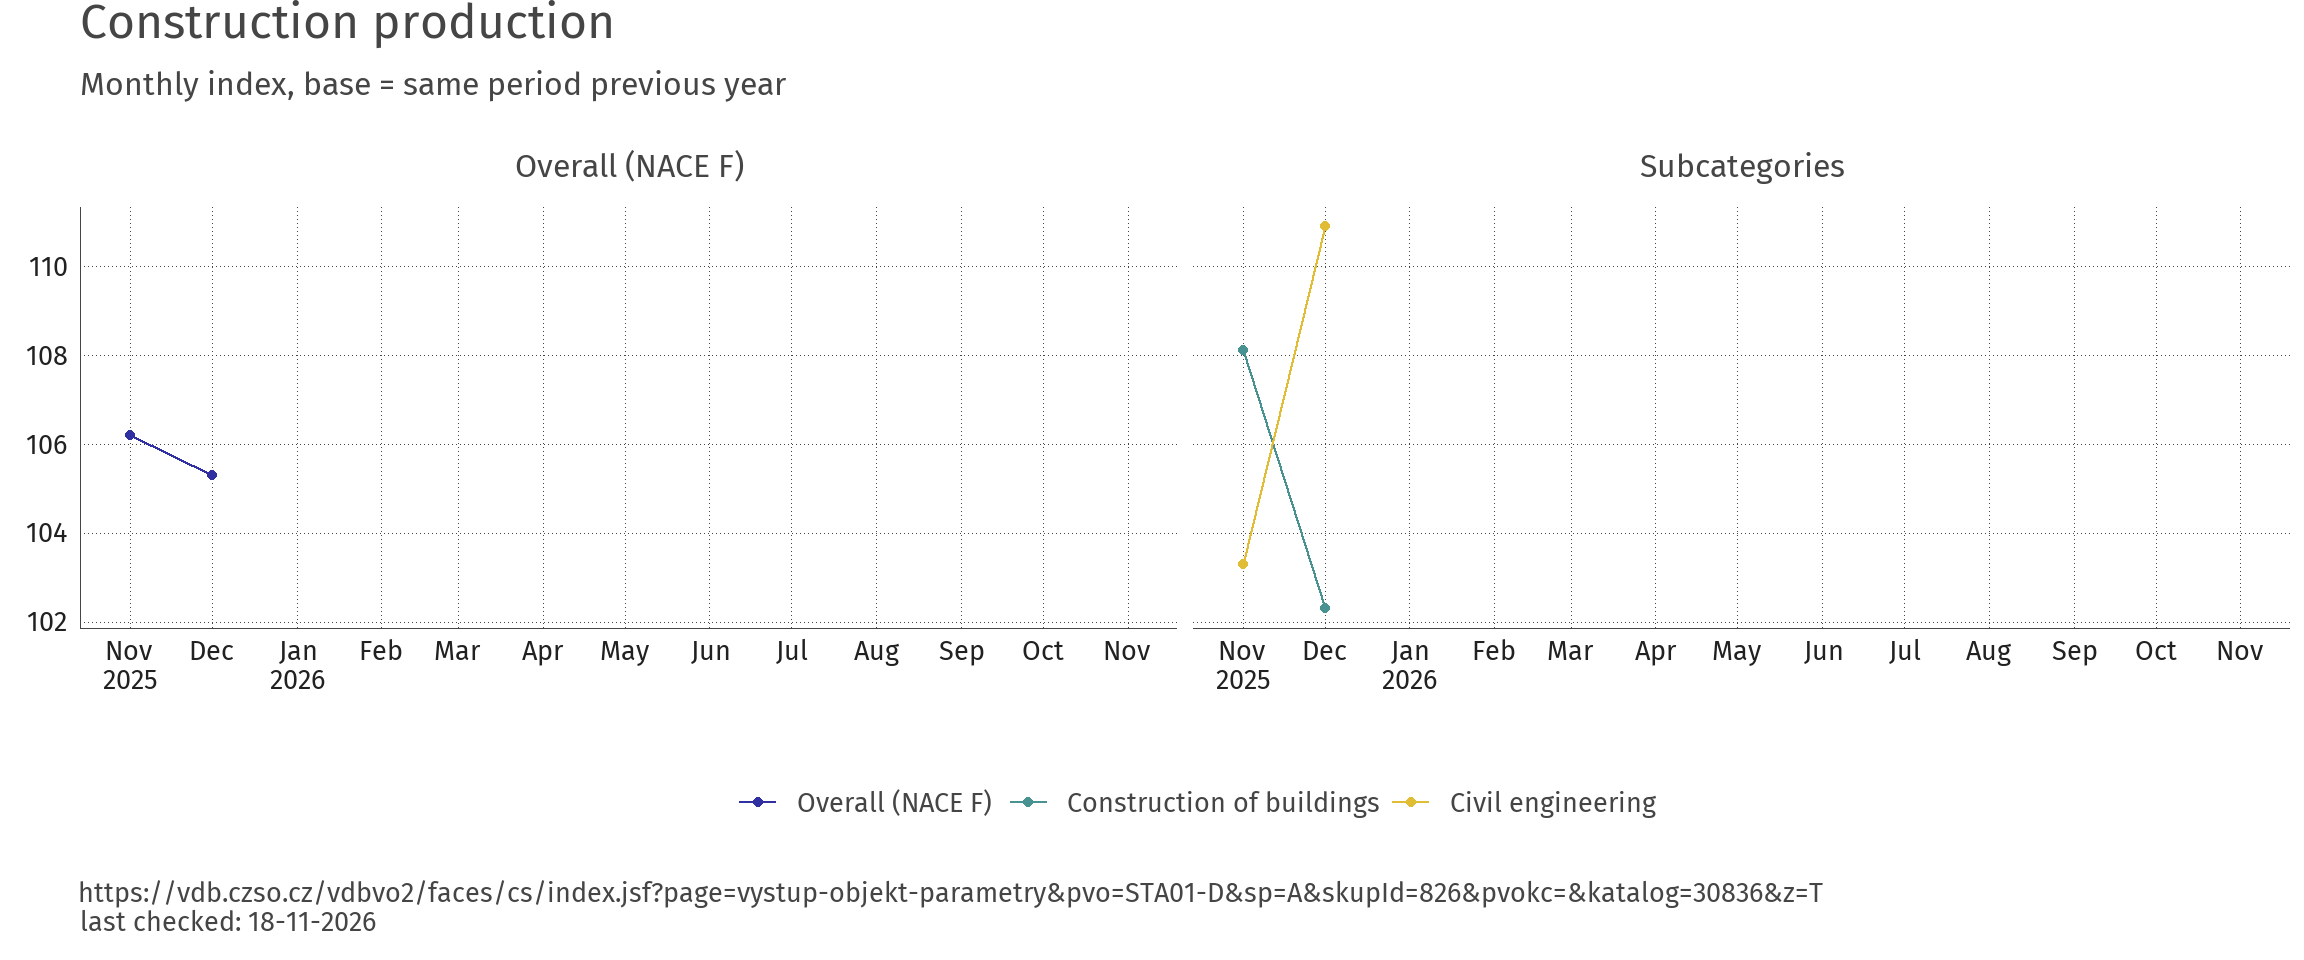 Construction production
Monthly index, base = same period previous year
Overall (NACE F)
Subcategories
110
108
106
104
102
Nov Dec Jan Feb Mar Apr May Jun Jul Aug Sep Oct Nov
2025 2026
Nov Dec Jan Feb Mar Apr May Jun Jul Aug Sep Oct Nov
2025 2026
Overall (NACE F) Construction of buildings Civil engineering
https://vdb.czso.cz/vdbvo2/faces/cs/index.jsf?page=vystup-objekt-parametry&pvo=STA01-D&sp=A&skupId=826&pvokc=&katalog=30836&z=T
last checked: 18-11-2026